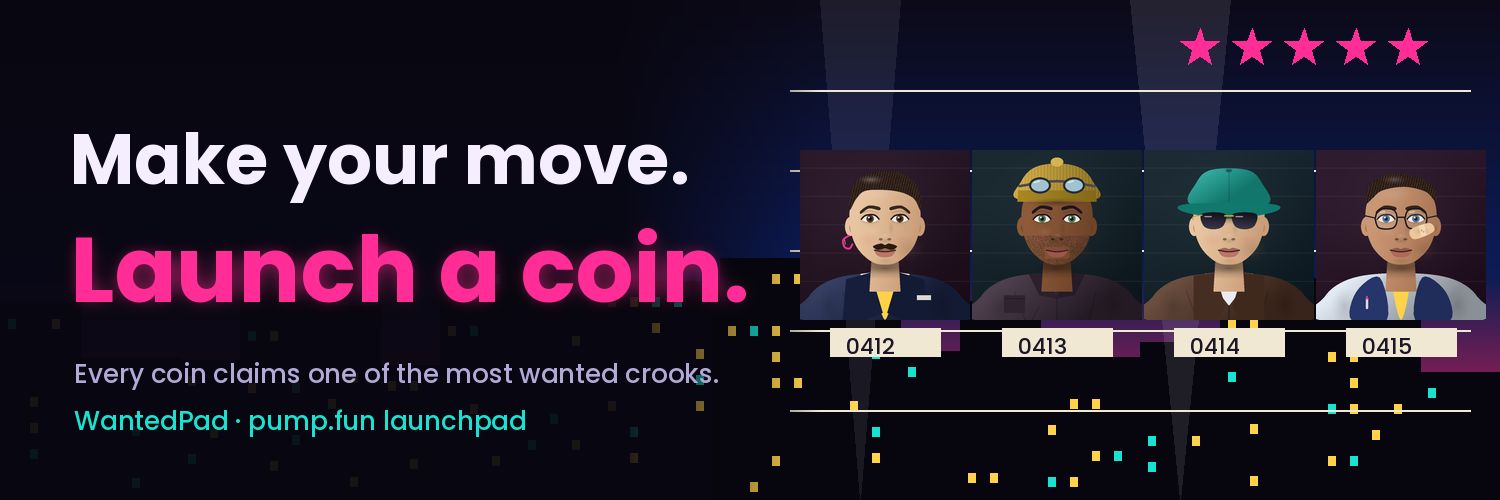 Make your move.
Launch a coin.
Every coin claims one of the most wanted crooks.
WantedPad · pump.fun launchpad
0412
0413
0414
0415